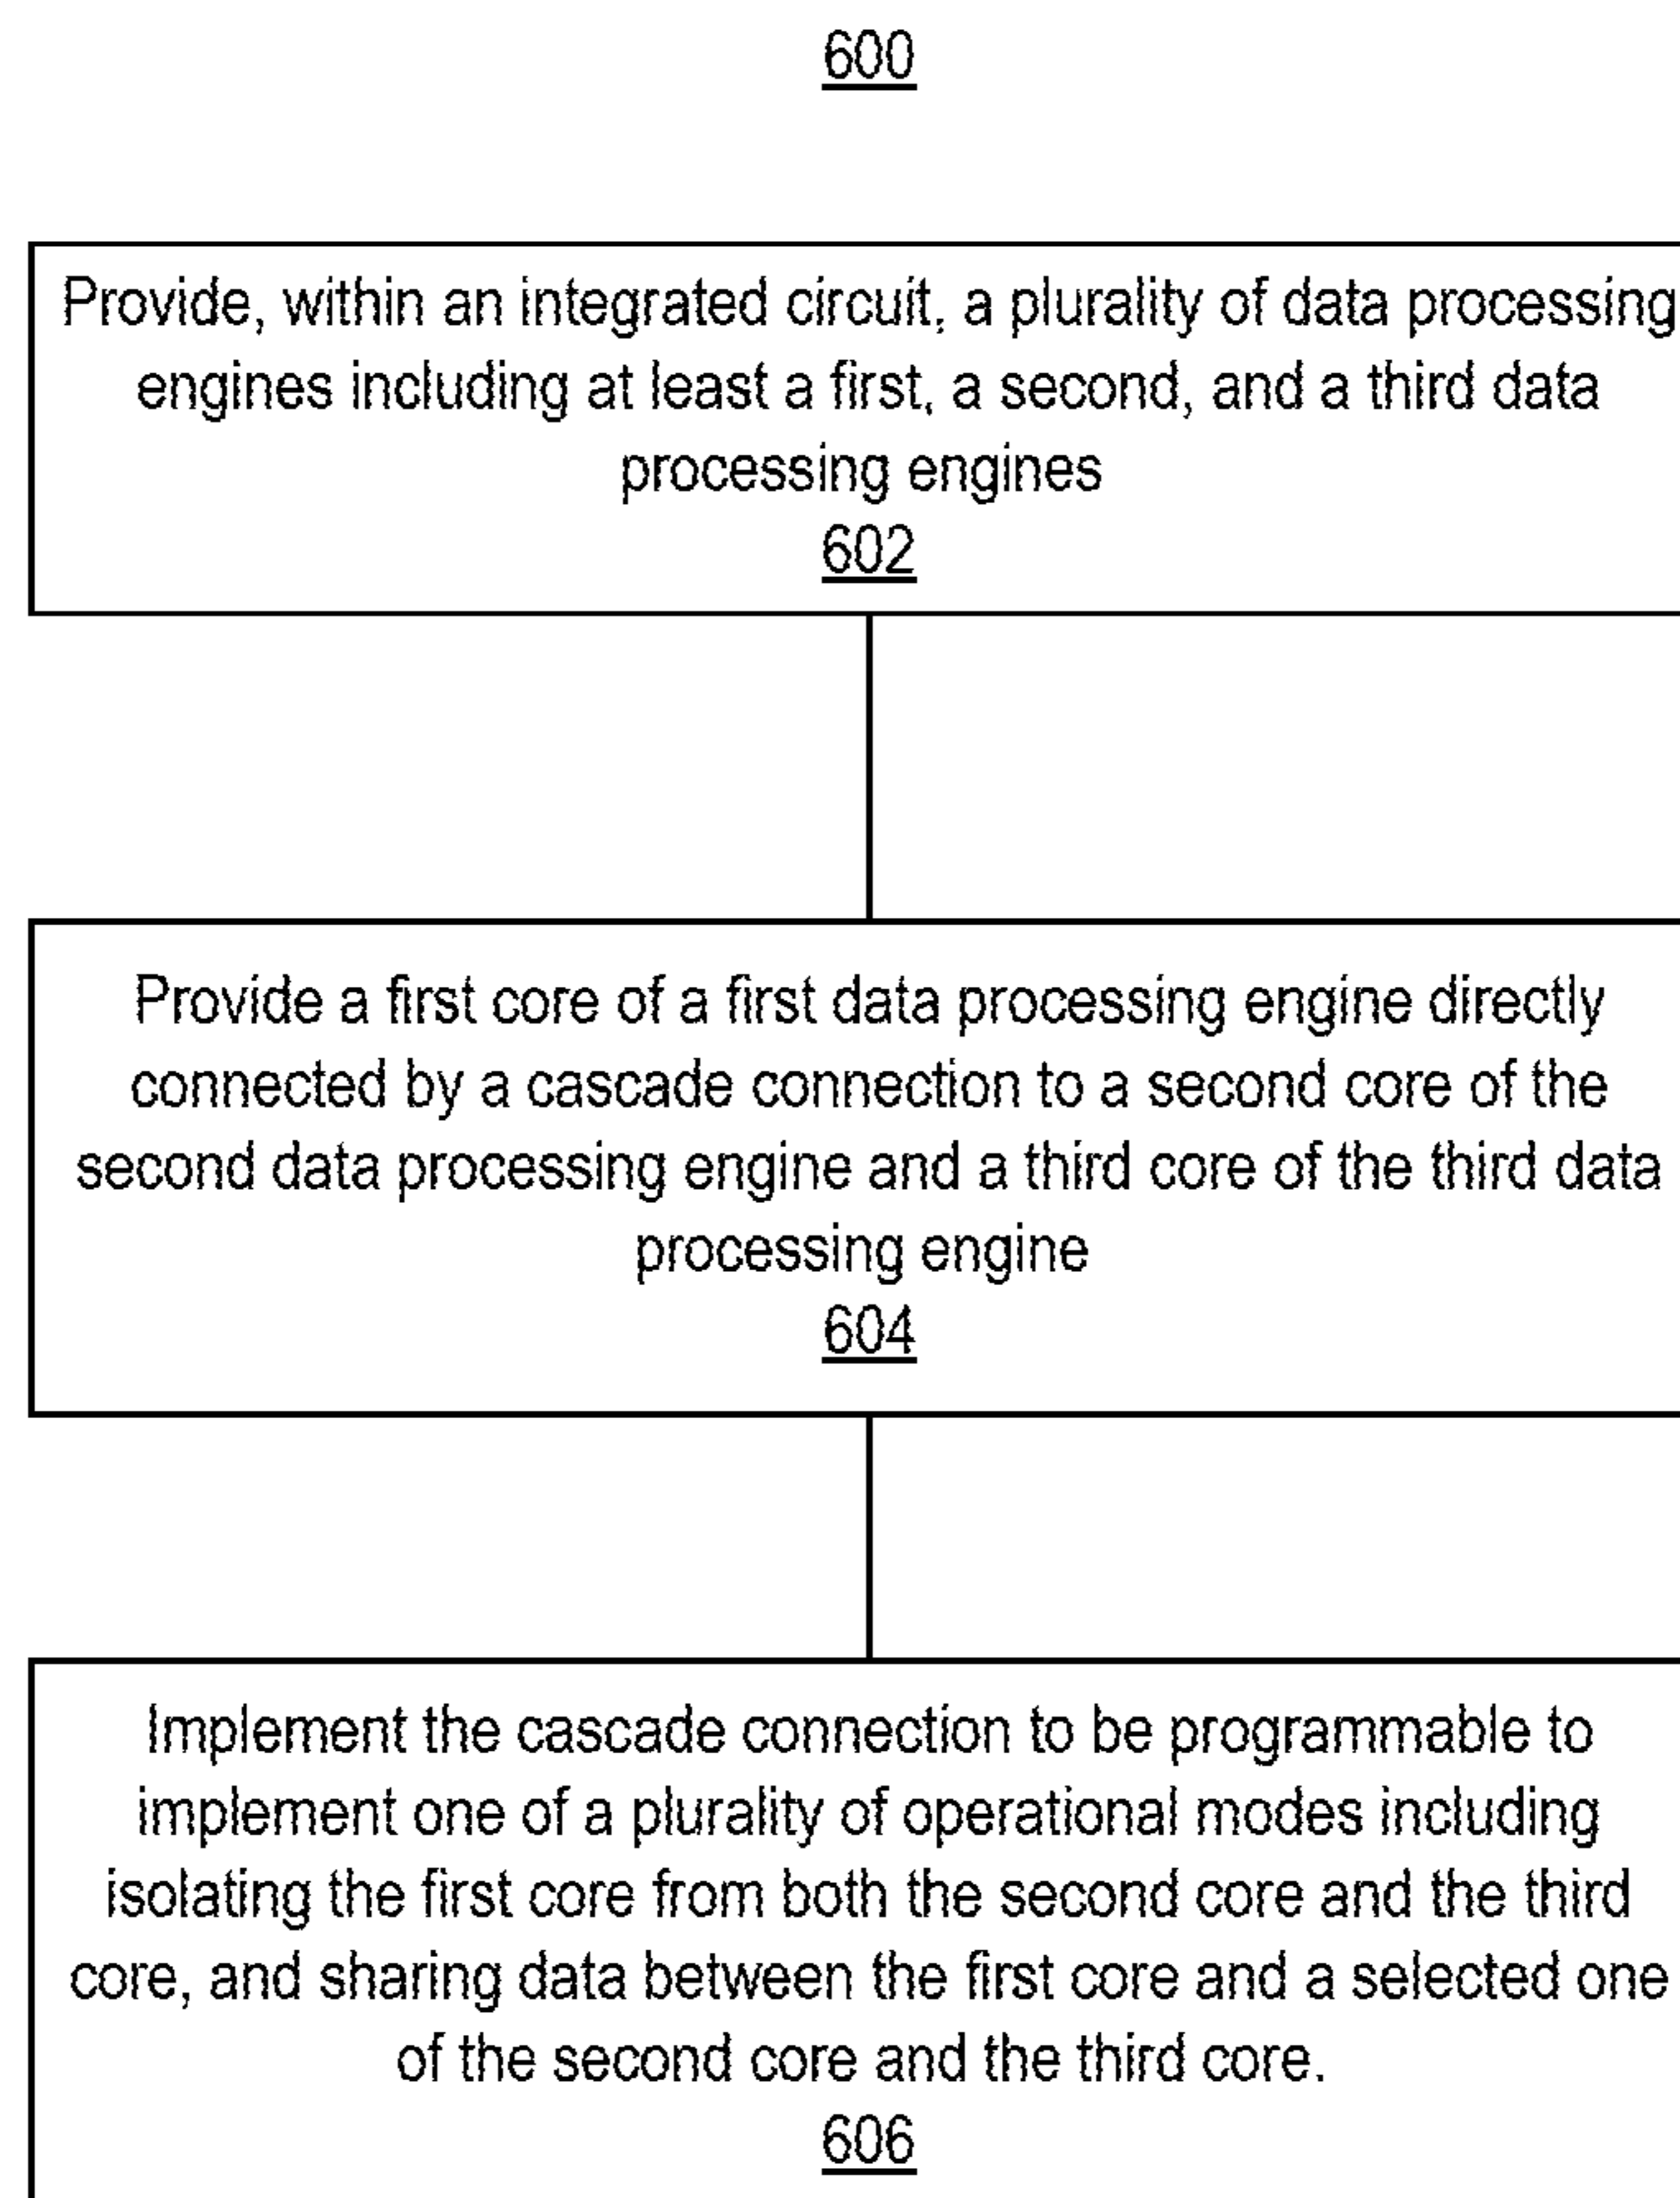 600
Provide, within an integrated circuit, a plurality of data processing
engines including at least a first, a second, and a third data
processing engines
602
Provide a first core of a first data processing engine directly
connected by a cascade connection to a second core of the
second data processing engine and a third core of the third data
processing engine
604
Implement the cascade connection to be programmable to
implement one of a plurality of operational modes including
isolating the first core from both the second core and the third
core, and sharing data between the first core and a selected one
of the second core and the third core.
606